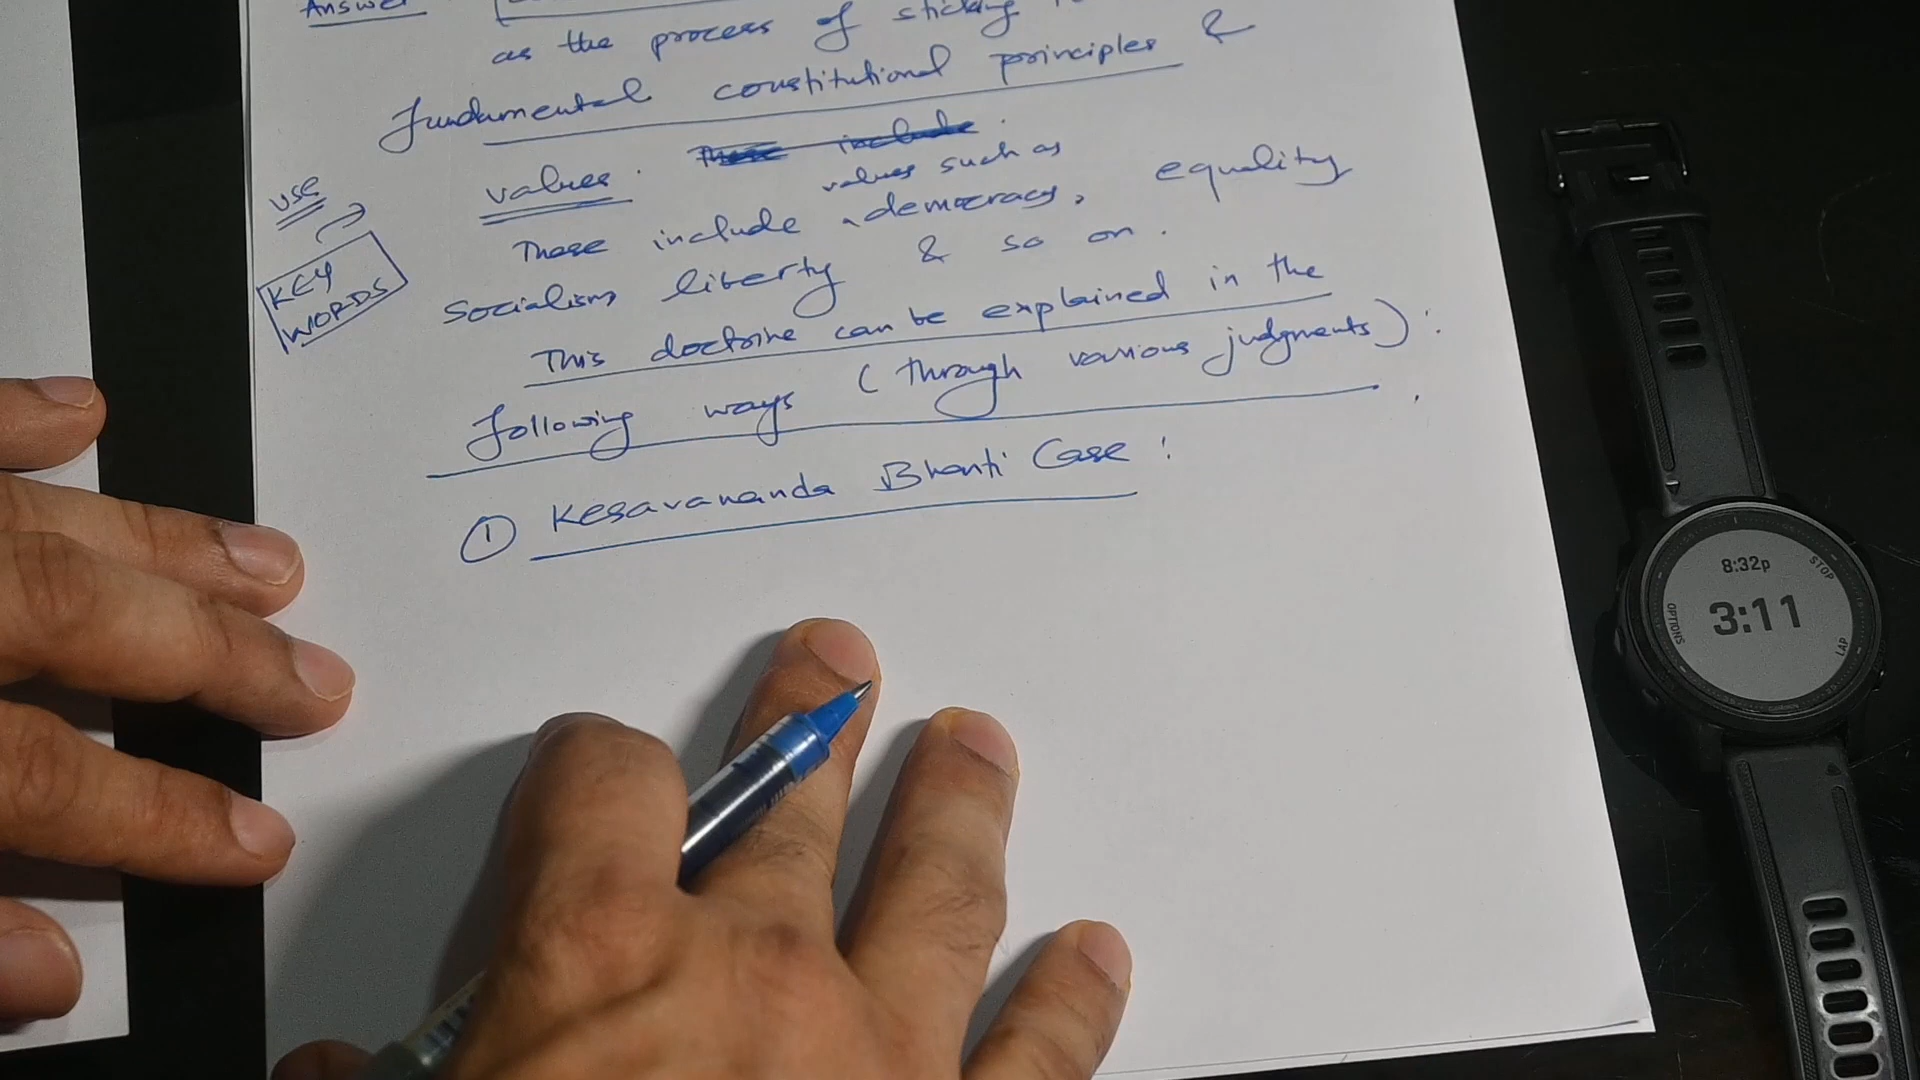 Answer
as the process of sticking
fundamental constitutional principles &
values. These include.
values such as
These include democracy, equality
Socialism liberty & so on.
This doctrine can be explained in the
following ways (through various judgments):
① Kesavananda Bharti Case:
USE
KEY
WORDS
8:32p
3:11
STOP
OPTIONS
LAP